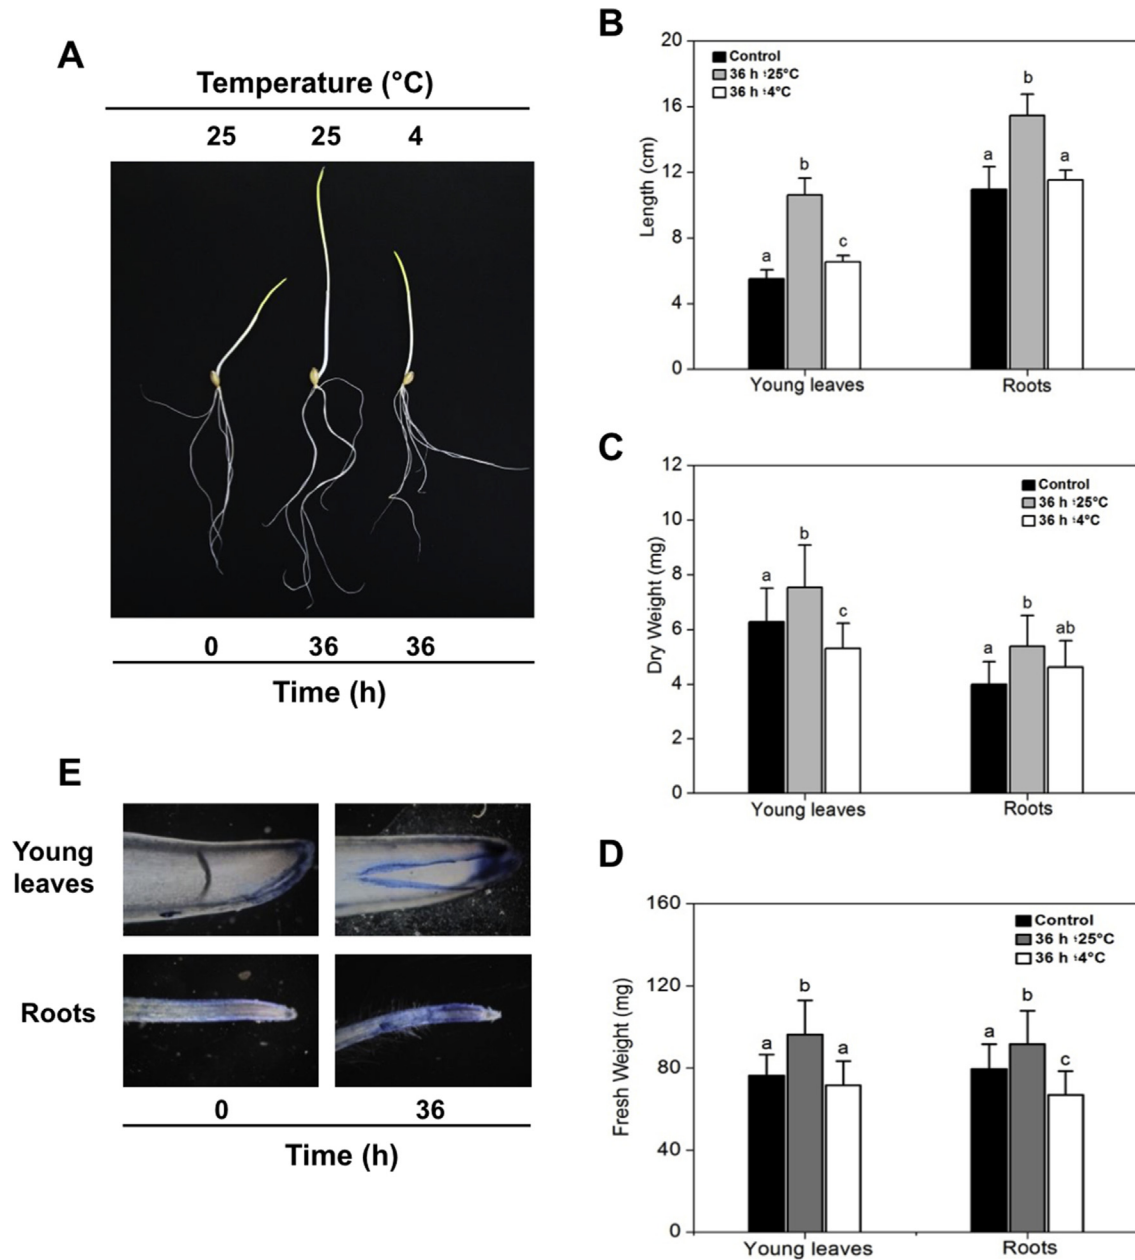 A
Temperature (°C)
25 25 4
0 36 36
Time (h)
B
20
16
12
8
4
0
Length (cm)
Control
36 h +25°C
36 h +4°C
a b c a b a
Young leaves Roots
C
12
10
8
6
4
2
0
Dry Weight (mg)
Control
36 h +25°C
36 h +4°C
a b c a b ab
Young leaves Roots
E
Young
leaves
Roots
0 36
Time (h)
D
160
120
80
40
0
Fresh Weight (mg)
Control
36 h +25°C
36 h +4°C
a b a a b c
Young leaves Roots